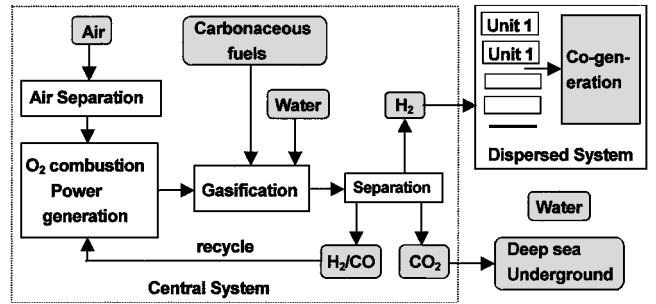 Air
Carbonaceous
fuels
Unit 1
Unit 1
Co-gen-
eration
Air Separation
Water
H₂
O₂ combustion
Power
generation
Gasification
Separation
Dispersed System
Water
recycle
H₂/CO
CO₂
Deep sea
Underground
Central System